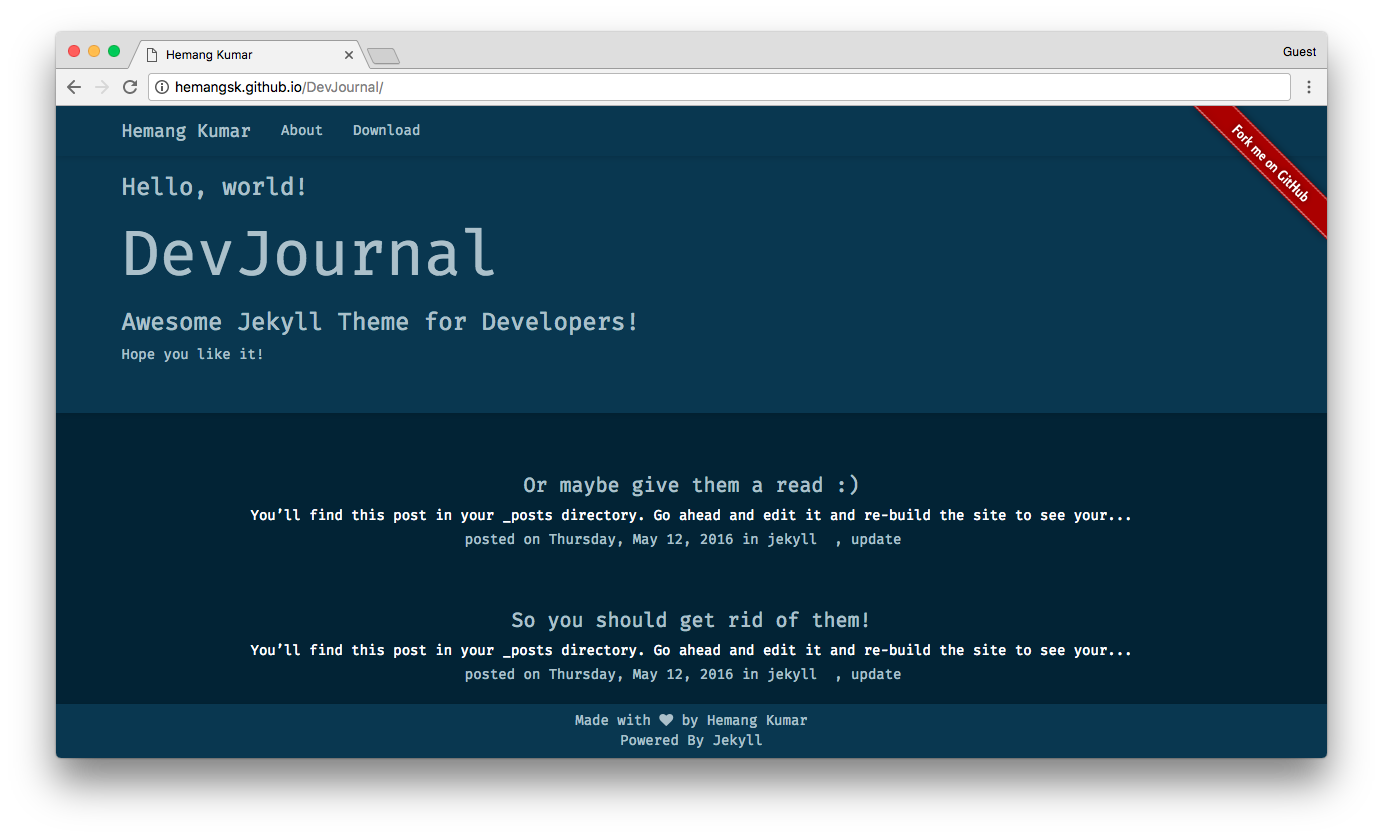 Hemang Kumar
Guest
hemangsk.github.io/DevJournal/
Hemang Kumar About Download
Fork me on GitHub
Hello, world!
DevJournal
Awesome Jekyll Theme for Developers!
Hope you like it!
Or maybe give them a read :)
You’ll find this post in your _posts directory. Go ahead and edit it and re-build the site to see your...
posted on Thursday, May 12, 2016 in jekyll , update
So you should get rid of them!
You’ll find this post in your _posts directory. Go ahead and edit it and re-build the site to see your...
posted on Thursday, May 12, 2016 in jekyll , update
Made with ♥ by Hemang Kumar
Powered By Jekyll